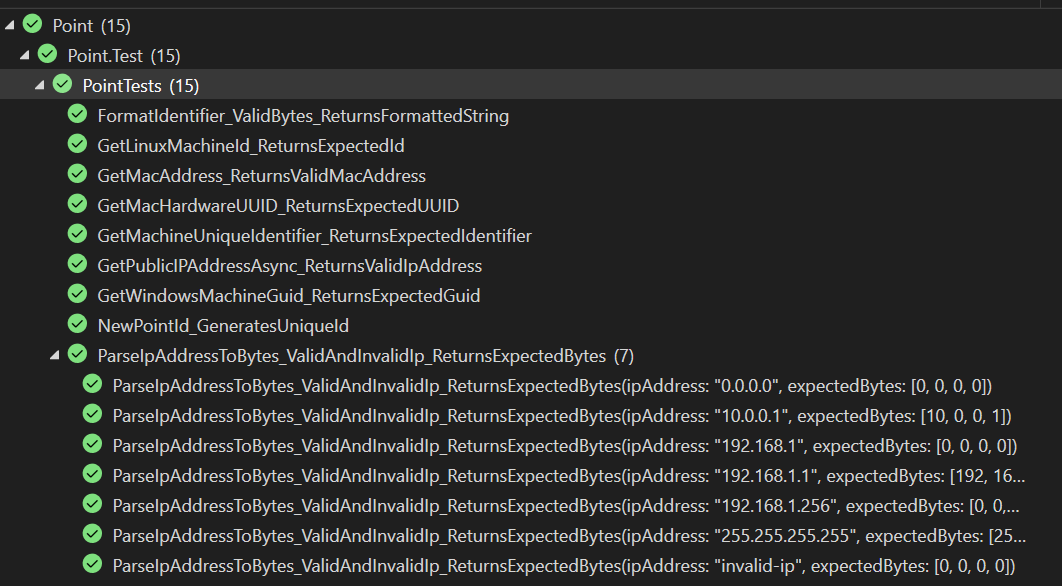 Point (15)
Point.Test (15)
PointTests (15)
FormatIdentifier_ValidBytes_ReturnsFormattedString
GetLinuxMachineId_ReturnsExpectedId
GetMacAddress_ReturnsValidMacAddress
GetMacHardwareUUID_ReturnsExpectedUUID
GetMachineUniqueIdentifier_ReturnsExpectedIdentifier
GetPublicIPAddressAsync_ReturnsValidIpAddress
GetWindowsMachineGuid_ReturnsExpectedGuid
NewPointId_GeneratesUniqueId
ParseIpAddressToBytes_ValidAndInvalidIp_ReturnsExpectedBytes (7)
ParseIpAddressToBytes_ValidAndInvalidIp_ReturnsExpectedBytes(ipAddress: "0.0.0.0", expectedBytes: [0, 0, 0, 0])
ParseIpAddressToBytes_ValidAndInvalidIp_ReturnsExpectedBytes(ipAddress: "10.0.0.1", expectedBytes: [10, 0, 0, 1])
ParseIpAddressToBytes_ValidAndInvalidIp_ReturnsExpectedBytes(ipAddress: "192.168.1", expectedBytes: [0, 0, 0, 0])
ParseIpAddressToBytes_ValidAndInvalidIp_ReturnsExpectedBytes(ipAddress: "192.168.1.1", expectedBytes: [192, 16...
ParseIpAddressToBytes_ValidAndInvalidIp_ReturnsExpectedBytes(ipAddress: "192.168.1.256", expectedBytes: [0, 0,...
ParseIpAddressToBytes_ValidAndInvalidIp_ReturnsExpectedBytes(ipAddress: "255.255.255.255", expectedBytes: [25...
ParseIpAddressToBytes_ValidAndInvalidIp_ReturnsExpectedBytes(ipAddress: "invalid-ip", expectedBytes: [0, 0, 0, 0])